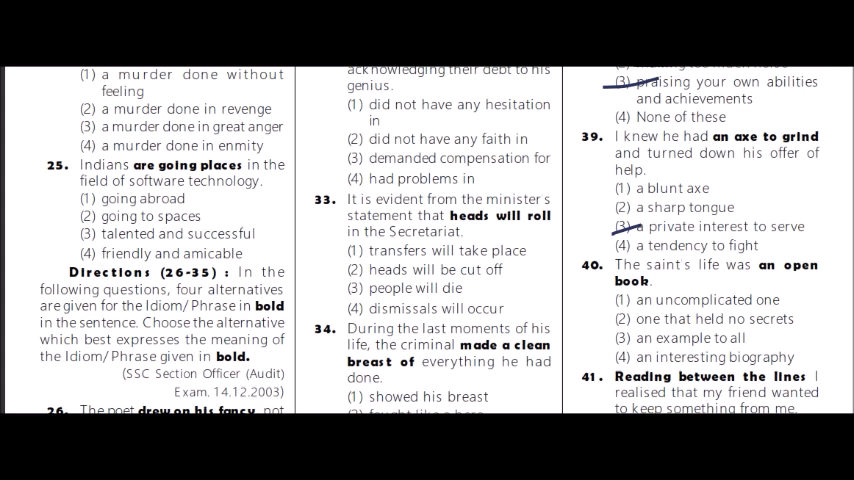 (1) a murder done without
feeling
(2) a murder done in revenge
(3) a murder done in great anger
(4) a murder done in enmity
25. Indians are going places in the
field of software technology.
(1) going abroad
(2) going to spaces
(3) talented and successful
(4) friendly and amicable
Directions (26-35) : In the
following questions, four alternatives
are given for the Idiom/Phrase in bold
in the sentence. Choose the alternative
which best expresses the meaning of
the Idiom/Phrase given in bold.
(SSC Section Officer (Audit)
Exam. 14.12.2003)
26. The poet drew on his fancy, not
acknowledging their debt to his
genius.
(1) did not have any hesitation
in
(2) did not have any faith in
(3) demanded compensation for
(4) had problems in
33. It is evident from the minister's
statement that heads will roll
in the Secretariat.
(1) transfers will take place
(2) heads will be cut off
(3) people will die
(4) dismissals will occur
34. During the last moments of his
life, the criminal made a clean
breast of everything he had
done.
(1) showed his breast
(3) praising your own abilities
and achievements
(4) None of these
39. I knew he had an axe to grind
and turned down his offer of
help.
(1) a blunt axe
(2) a sharp tongue
(3) a private interest to serve
(4) a tendency to fight
40. The saint's life was an open
book.
(1) an uncomplicated one
(2) one that held no secrets
(3) an example to all
(4) an interesting biography
41. Reading between the lines I
realised that my friend wanted
to keep something from me.